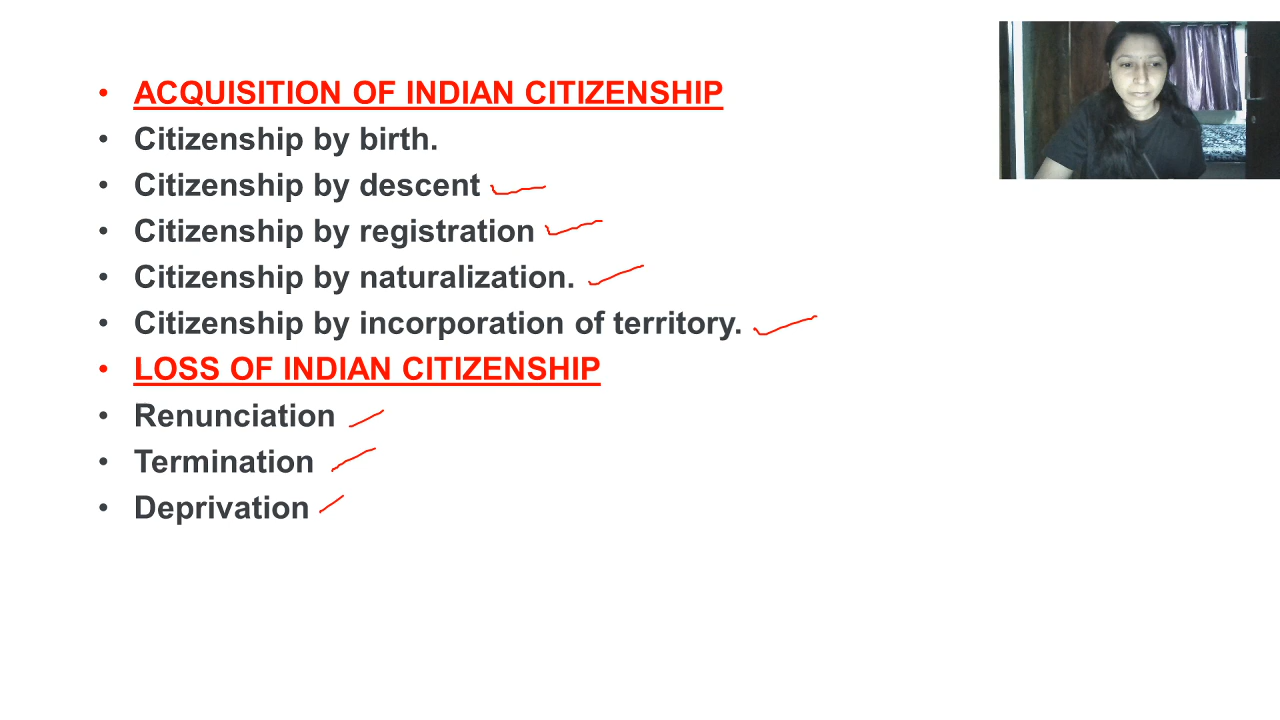 ACQUISITION OF INDIAN CITIZENSHIP
Citizenship by birth.
Citizenship by descent
Citizenship by registration
Citizenship by naturalization.
Citizenship by incorporation of territory.
LOSS OF INDIAN CITIZENSHIP
Renunciation
Termination
Deprivation